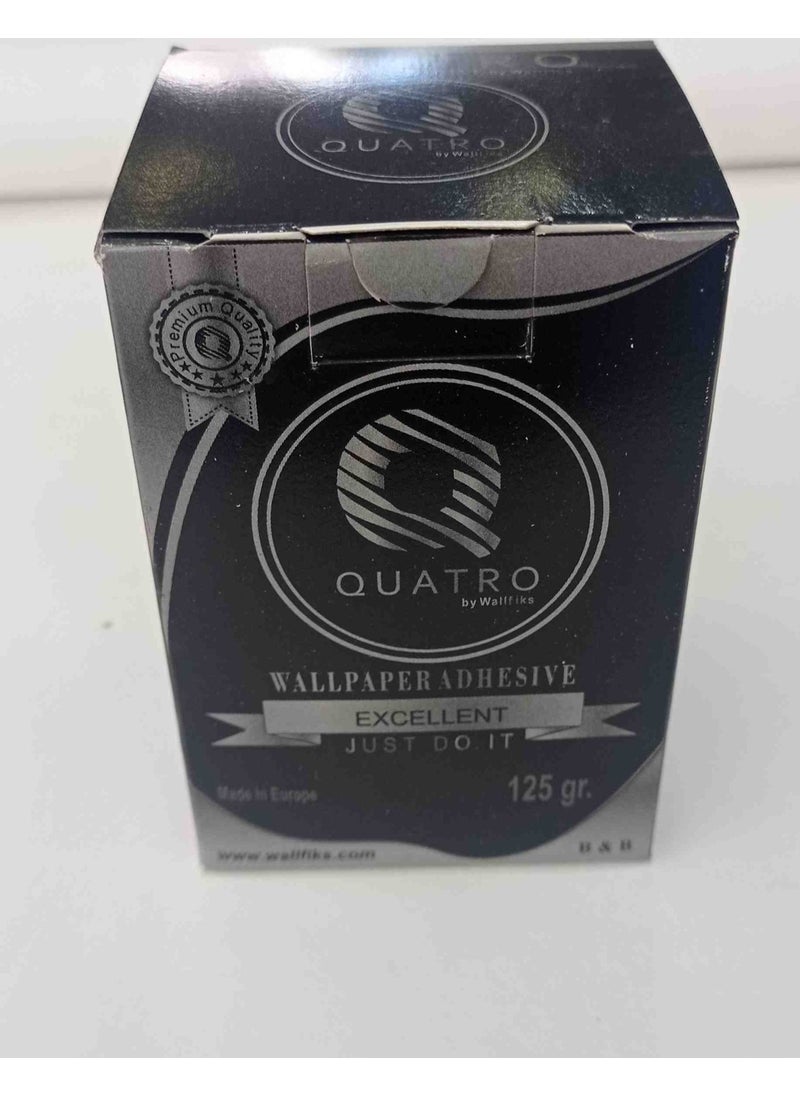 QUATRO
by Wallfiks
Premium Quality
QUATRO
by Wallfiks
WALLPAPER ADHESIVE
EXCELLENT
JUST DO IT
Made in Europe
125 gr.
www.wallfiks.com
B & B